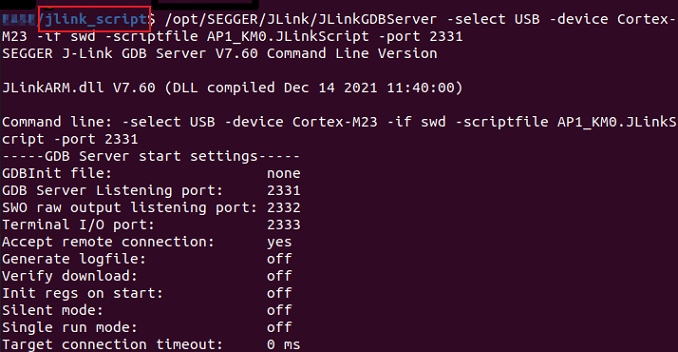 /jlink_script$ /opt/SEGGER/JLink/JLinkGDBServer -select USB -device Cortex-
M23 -if swd -scriptfile AP1_KM0.JLinkScript -port 2331
SEGGER J-Link GDB Server V7.60 Command Line Version
JLinkARM.dll V7.60 (DLL compiled Dec 14 2021 11:40:00)
Command line: -select USB -device Cortex-M23 -if swd -scriptfile AP1_KM0.JLinkS
cript -port 2331
-----GDB Server start settings-----
GDBInit file:                  none
GDB Server Listening port:     2331
SWO raw output listening port: 2332
Terminal I/O port:             2333
Accept remote connection:      yes
Generate logfile:              off
Verify download:               off
Init regs on start:            off
Silent mode:                   off
Single run mode:               off
Target connection timeout:     0 ms